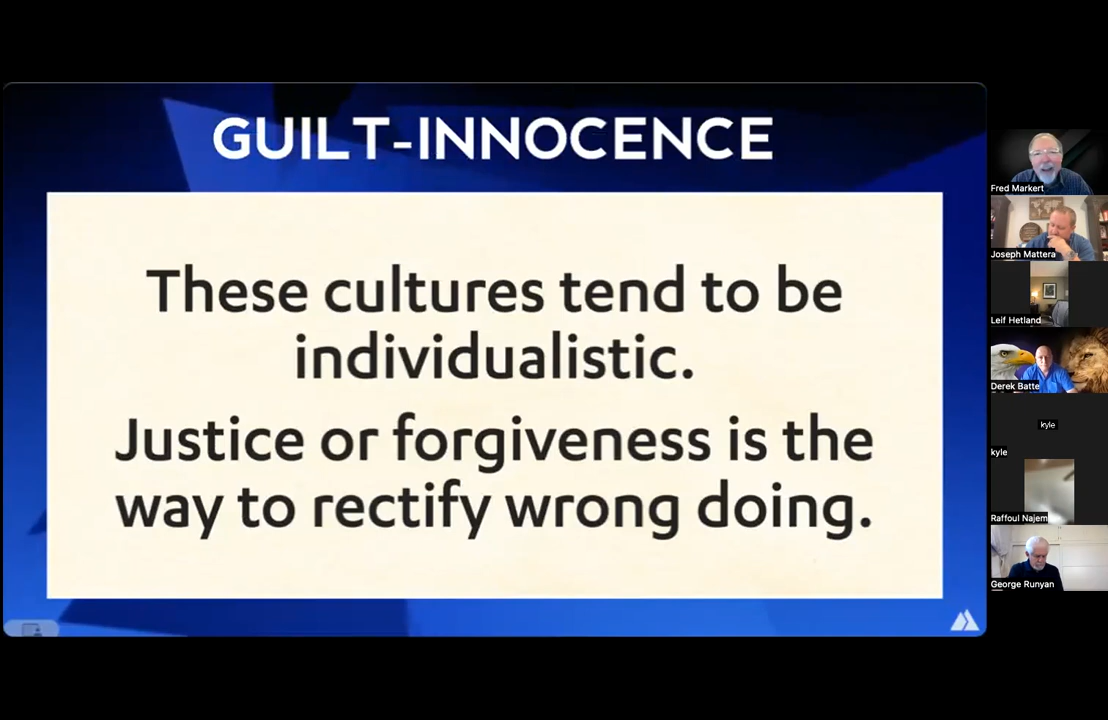 GUILT-INNOCENCE
These cultures tend to be
individualistic.
Justice or forgiveness is the
way to rectify wrong doing.
Fred Markert
Joseph Mattera
Leif Hetland
Derek Batte
kyle
kyle
Raffoul Najem
George Runyan